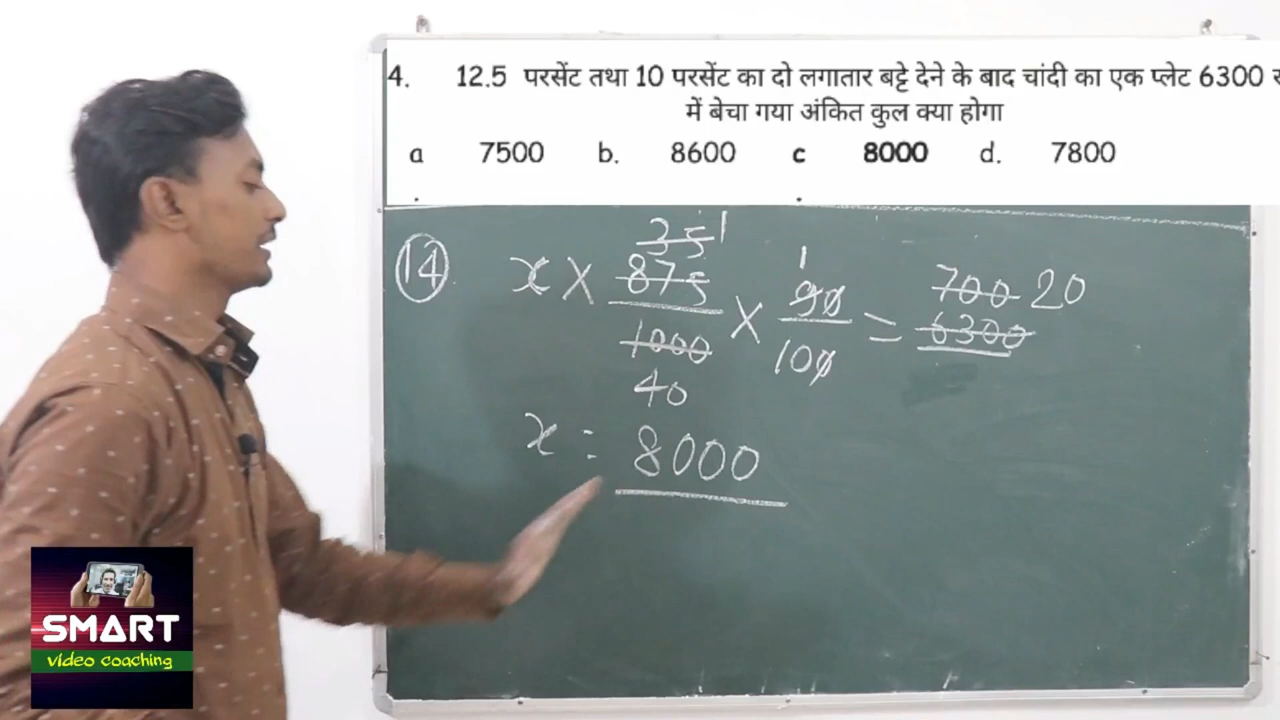 4. 12.5 परसेंट तथा 10 परसेंट का दो लगातार बट्टे देने के बाद चांदी का एक प्लेट 6300
में बेचा गया अंकित कुल क्या होगा
a 7500 b. 8600 c 8000 d. 7800
35 1
14 x × 875/1000 × 90/100 = 6300
1
700 20
40
x = 8000
SMART
video coaching